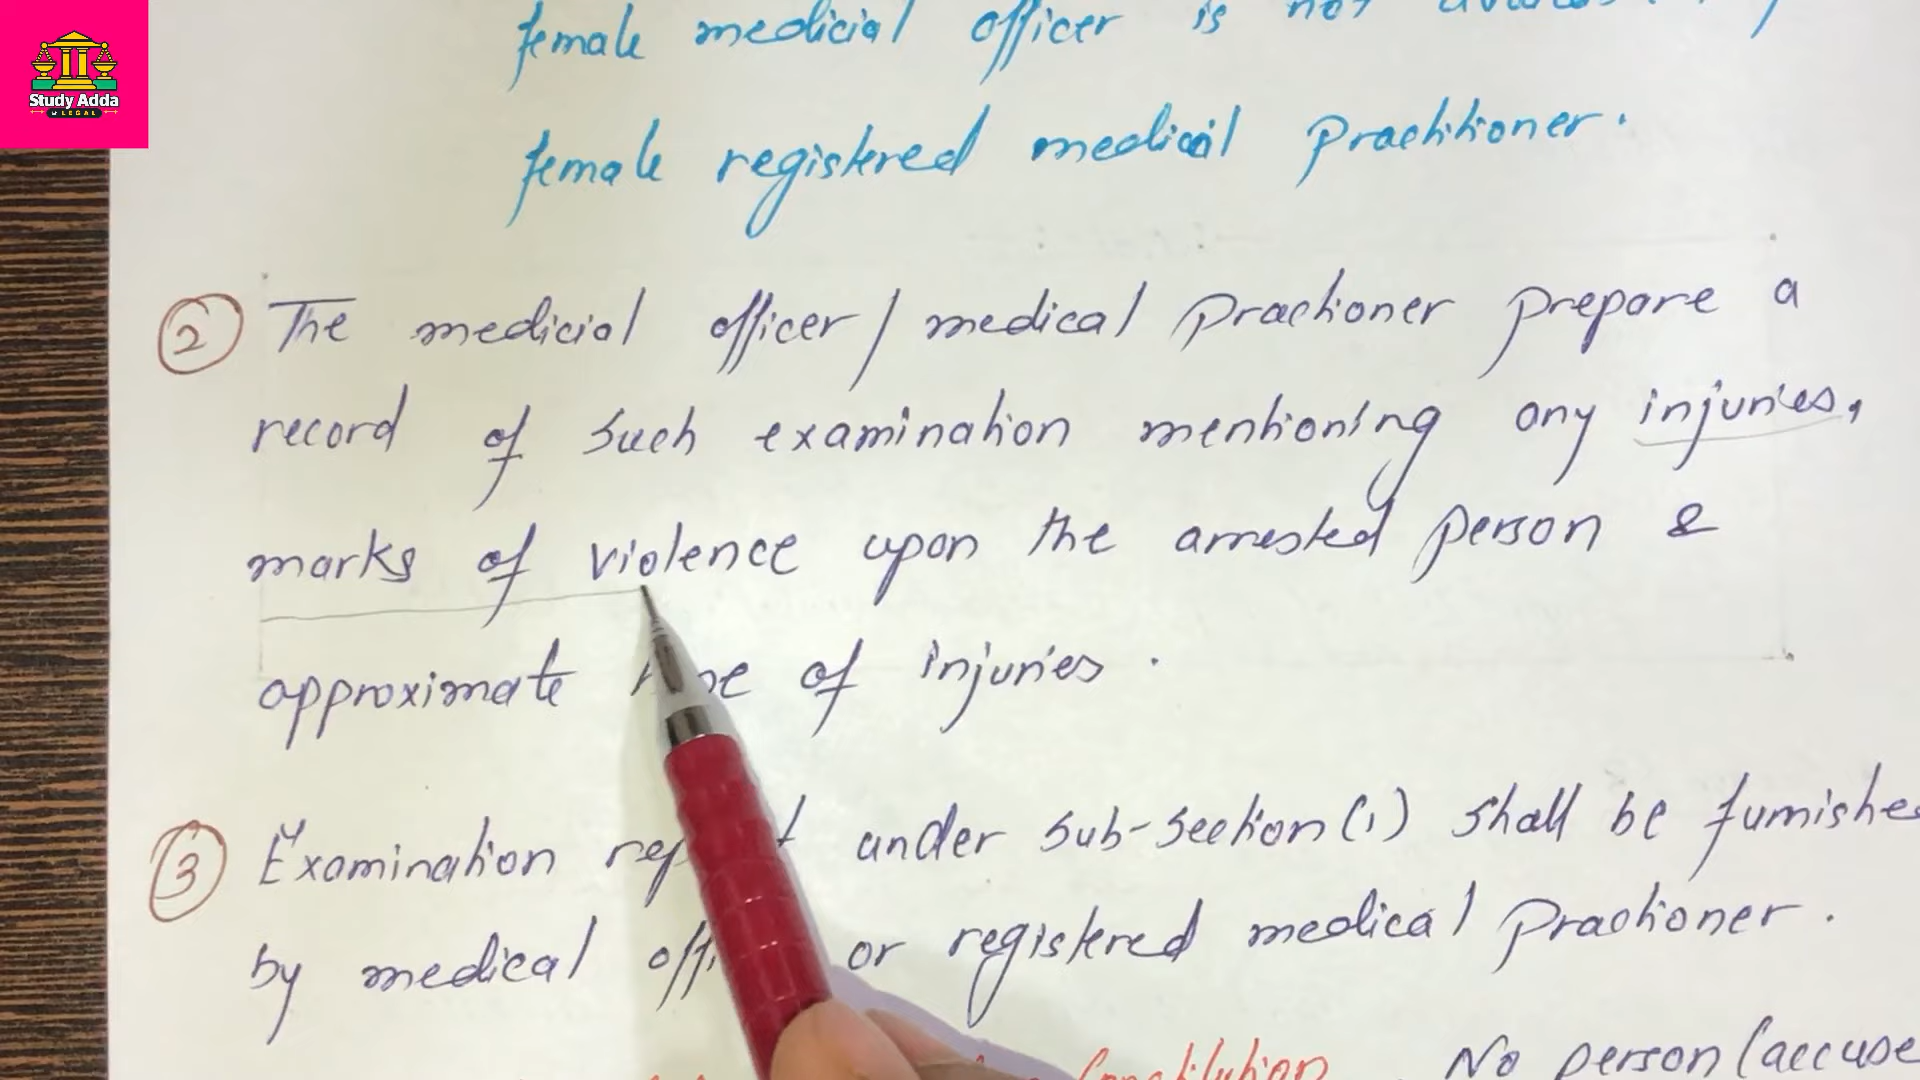 Study Adda
LEGAL
female medicial officer is not
female registered medical Practitioner.
2 The medicial officer/medical Practioner prepare a
record of such examination mentioning any injuries,
marks of violence upon the arrested person &
approximate of injuries.
3 Examination under sub-section(1) shall be
by medical or registered medical Practioner.
Constitution No person (accuse